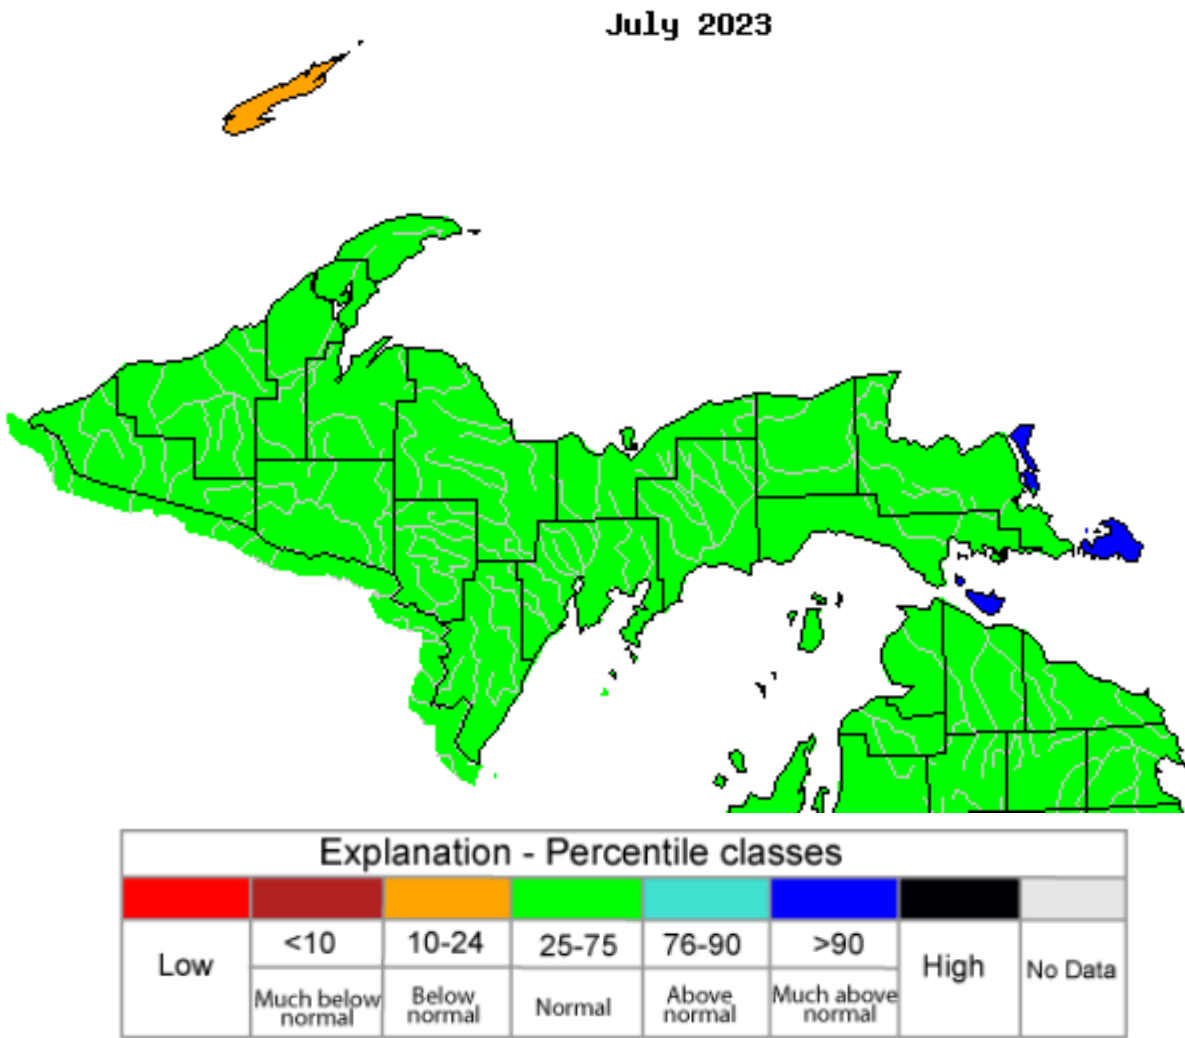 July 2023
Explanation - Percentile classes
<10 10-24 25-75 76-90 >90
Low High No Data
Much below normal Below normal Normal Above normal Much above normal